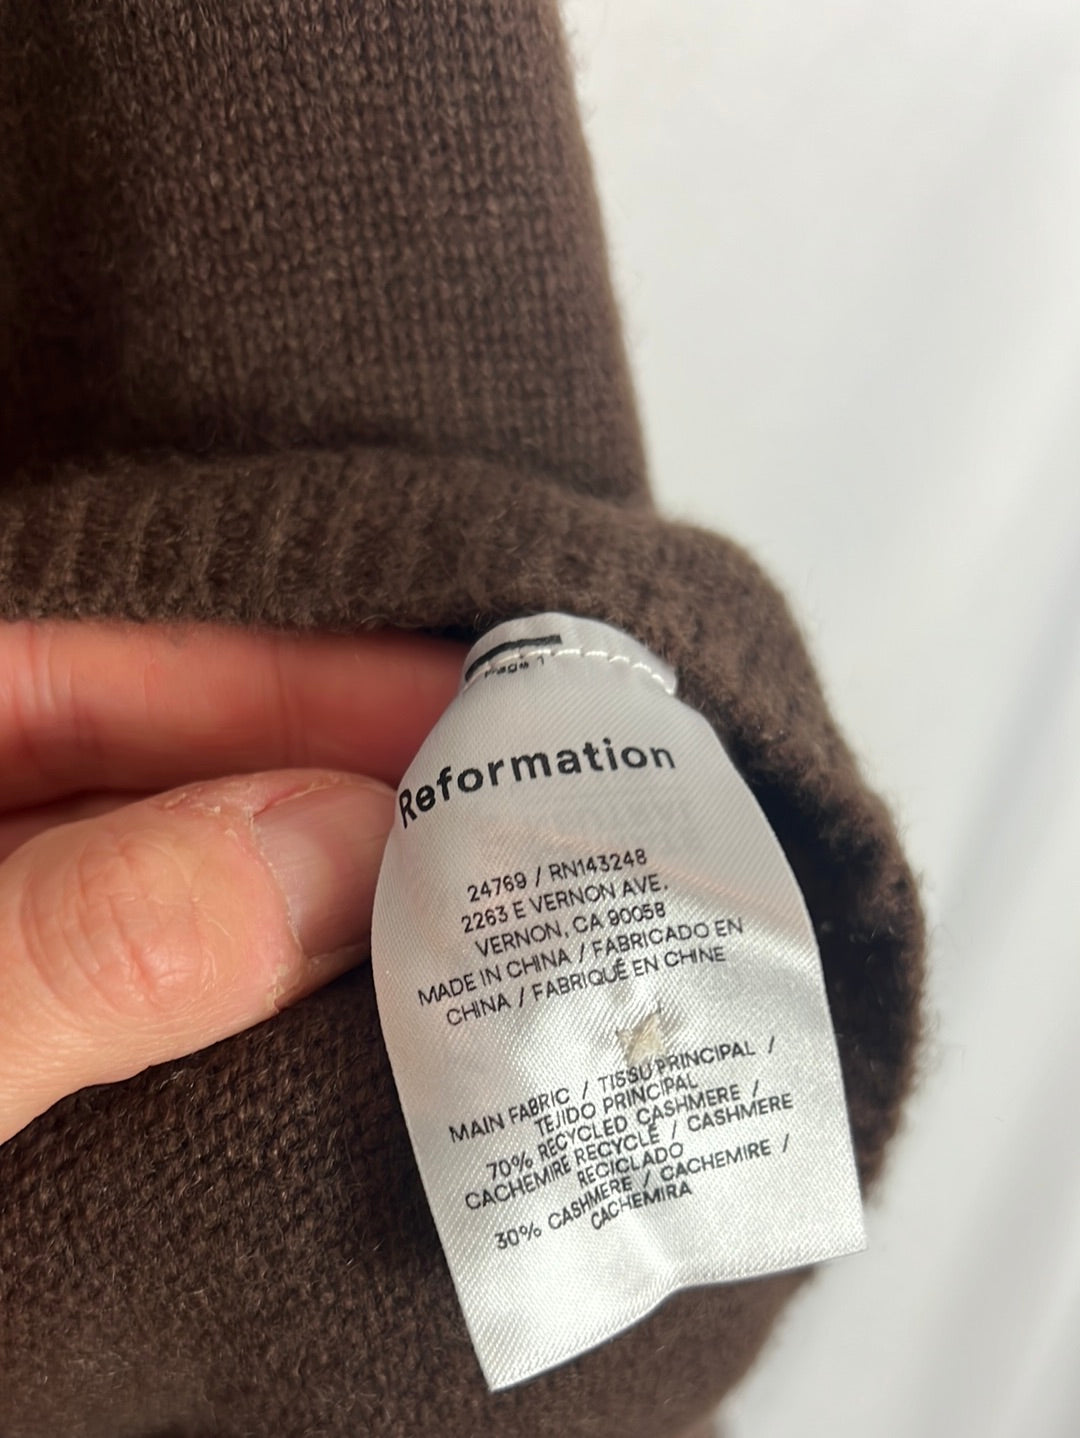 Page 1
Reformation
24769 / RN143248
2263 E VERNON AVE.
VERNON, CA 90058
MADE IN CHINA / FABRICADO EN
CHINA / FABRIQUÉ EN CHINE
MAIN FABRIC / TISSU PRINCIPAL /
TEJIDO PRINCIPAL
70% RECYCLED CASHMERE /
CACHEMIRE RECYCLÉ / CASHMERE
RECICLADO
30% CASHMERE / CACHEMIRE /
CACHEMIRA